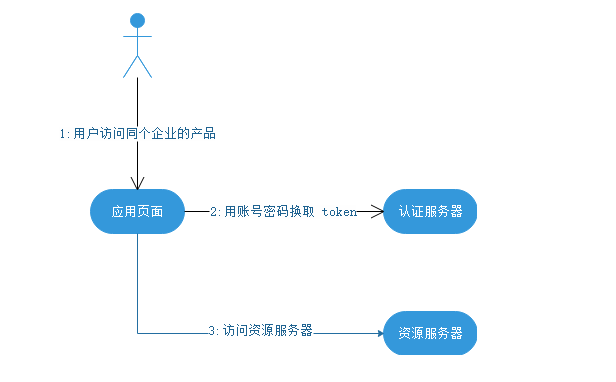 1:用户访问同个企业的产品
应用页面
2:用账号密码换取 token
认证服务器
3:访问资源服务器
资源服务器